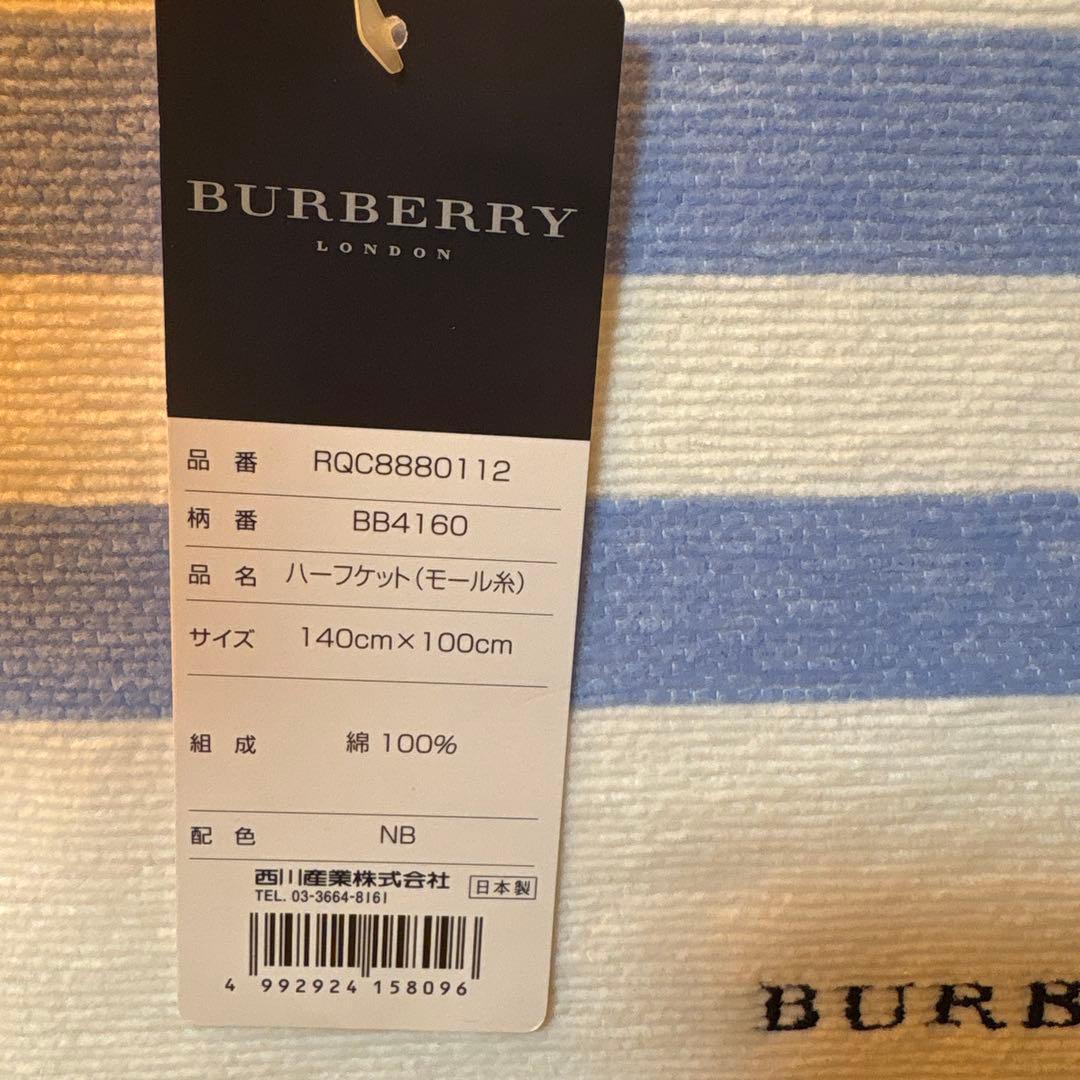 BURBERRY
LONDON
品番 RQC8880112
柄番 BB4160
品名 ハーフケット(モール糸)
サイズ 140cm×100cm
組成 綿 100%
配色 NB
西川産業株式会社 日本製
TEL. 03-3664-8161
4 992924 158096
BURB